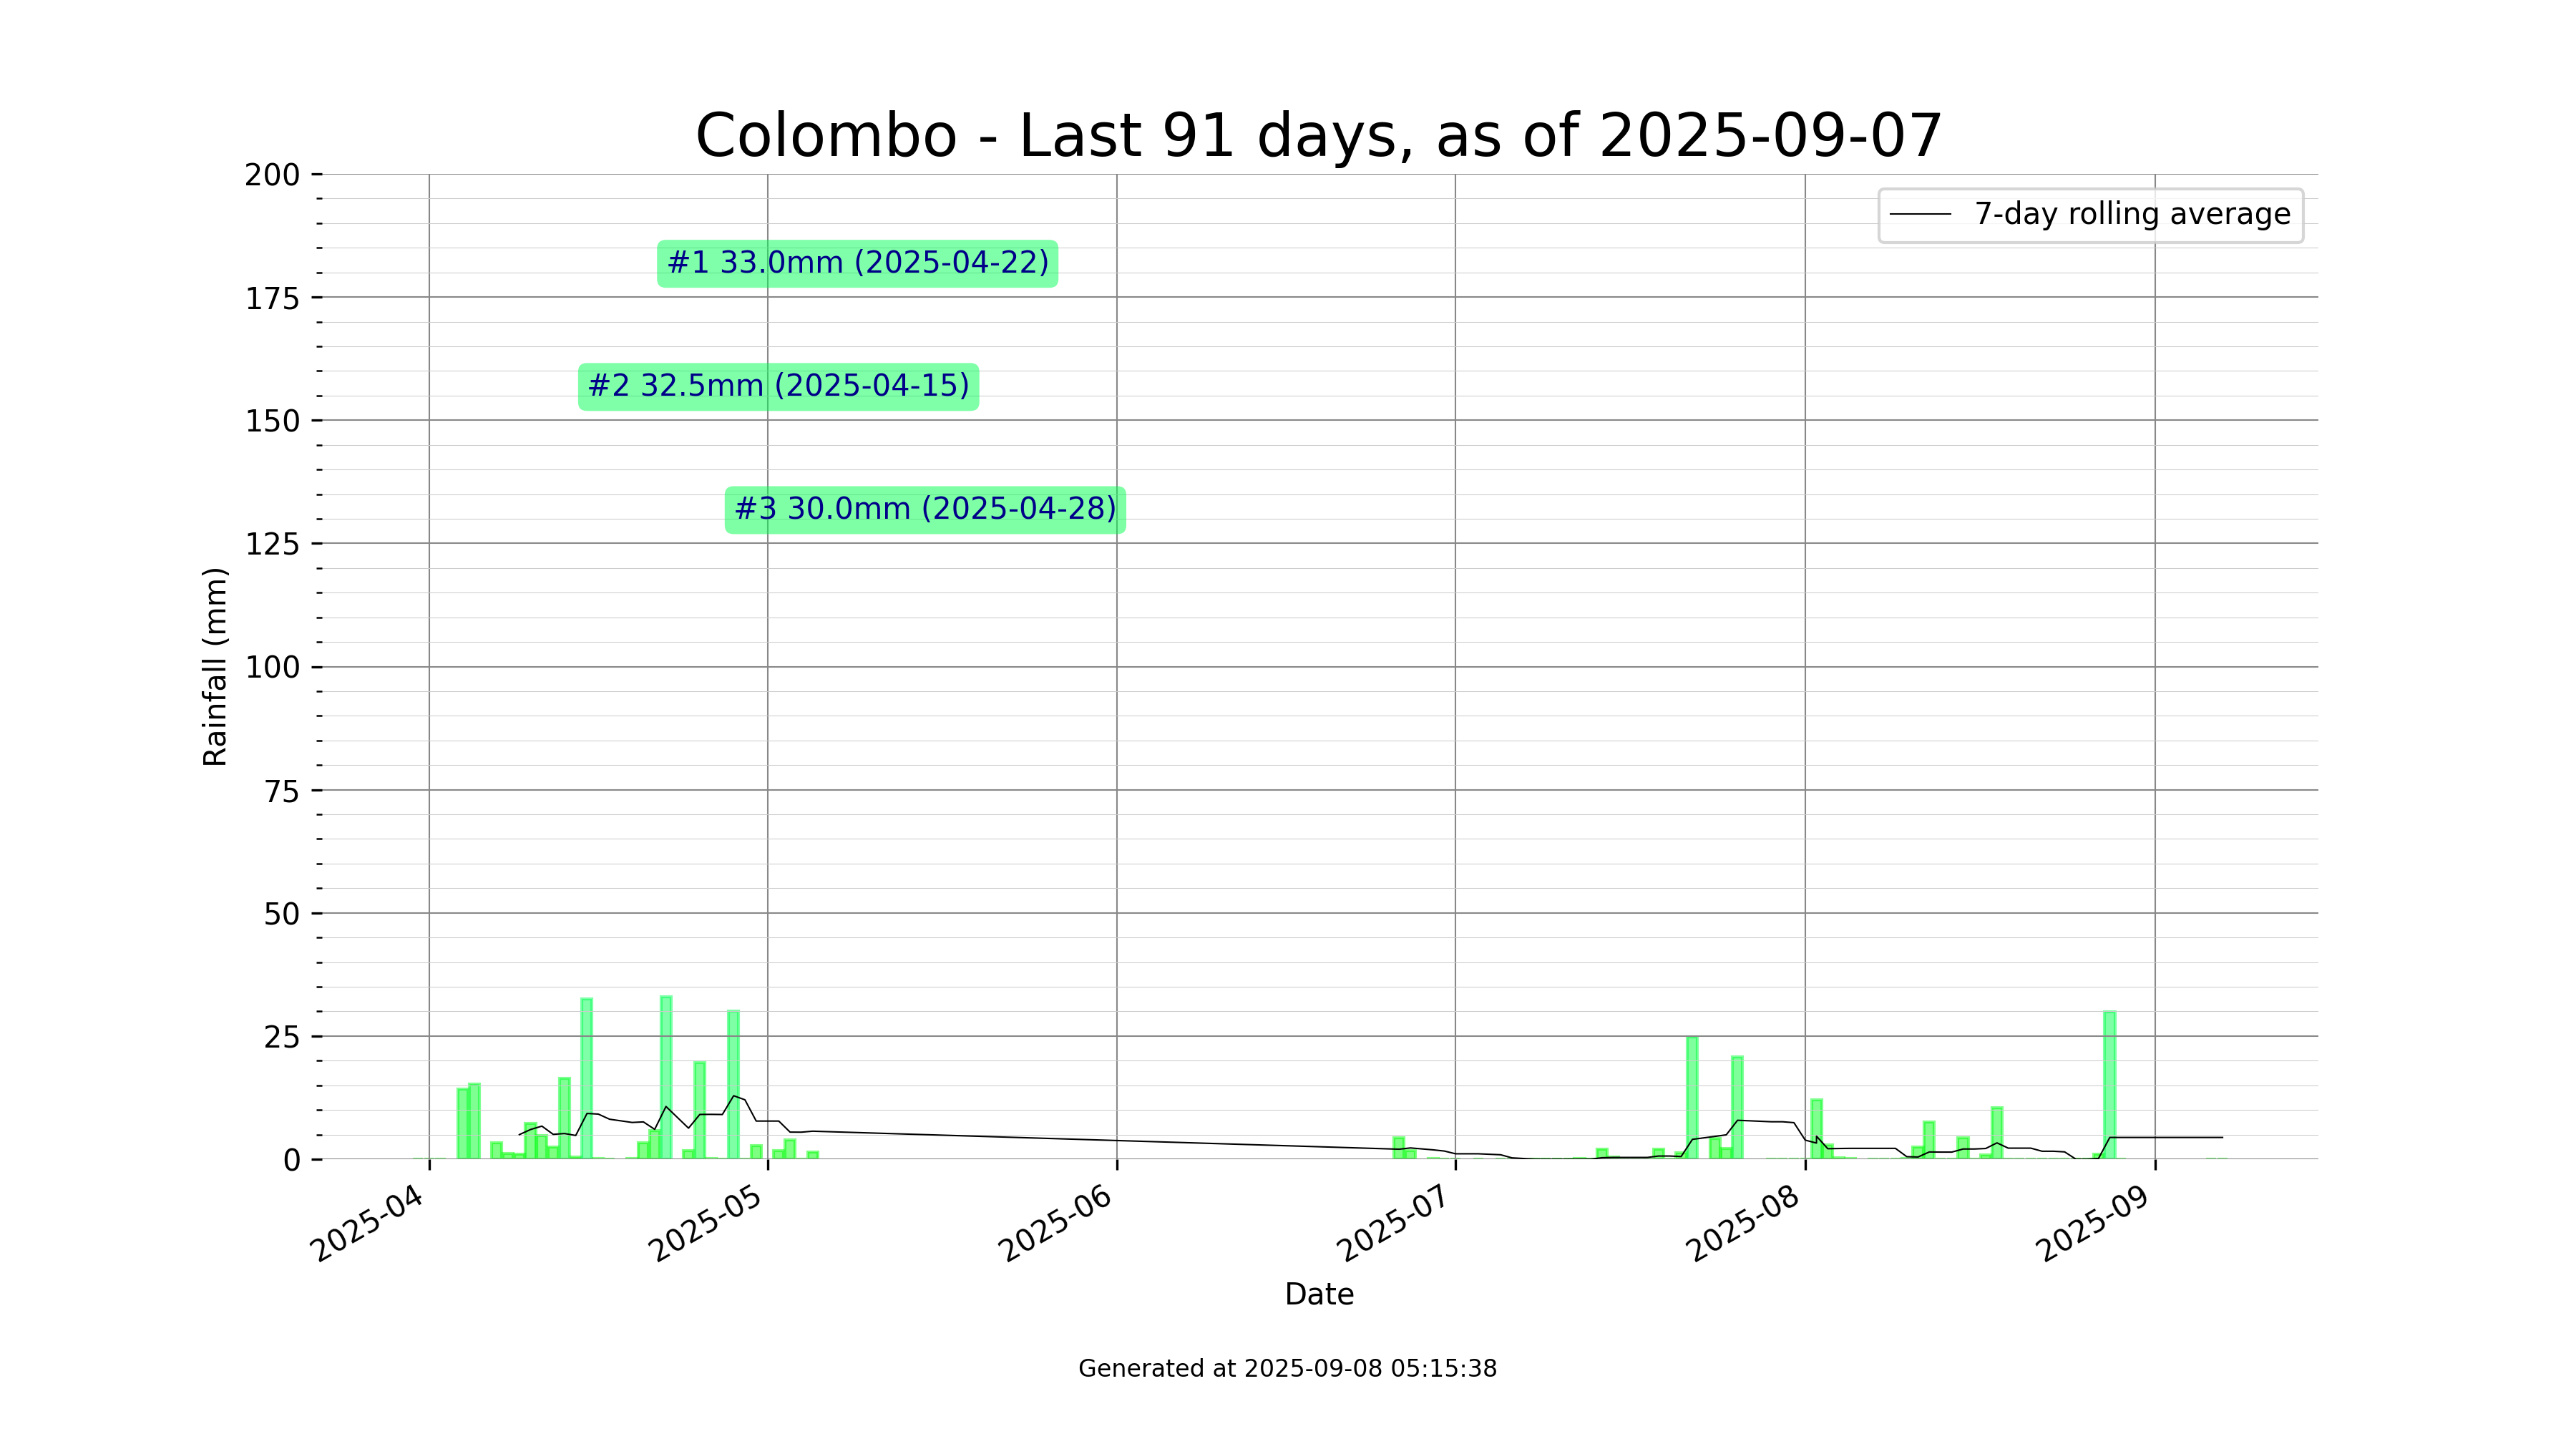 Colombo - Last 91 days, as of 2025-09-07
200
175
150
125
100
75
50
25
0
Rainfall (mm)
7-day rolling average
#1 33.0mm (2025-04-22)
#2 32.5mm (2025-04-15)
#3 30.0mm (2025-04-28)
2025-04
2025-05
2025-06
2025-07
2025-08
2025-09
Date
Generated at 2025-09-08 05:15:38